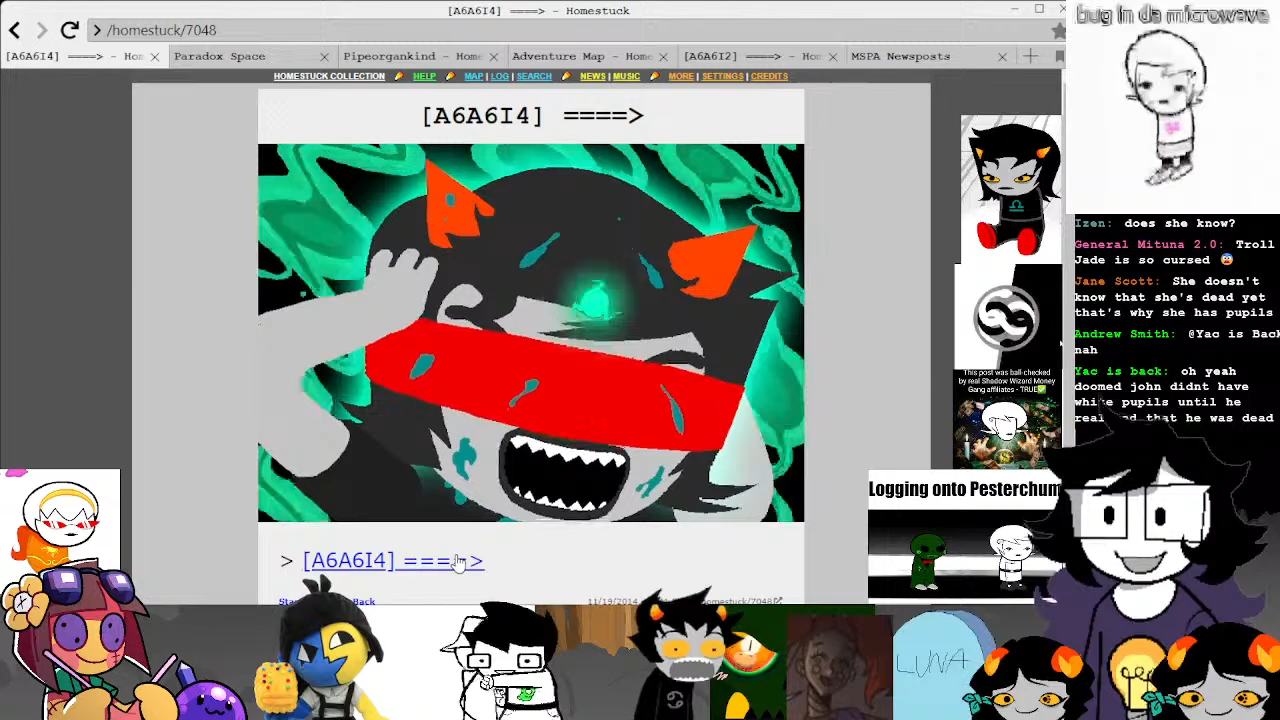 [A6A6I4] ====> - Homestuck
/homestuck/7048
[A6A6I4] ====> - Hom
Paradox Space
Pipeorgankind - Home
Adventure Map - Home
[A6A6I2] ====> - Hom
MSPA Newsposts
HOMESTUCK COLLECTION HELP MAP | LOG | SEARCH NEWS | MUSIC MORE | SETTINGS | CREDITS
[A6A6I4] ====>
> [A6A6I4] ====>
Back
11/19/2014
homestuck/7048
bug in da microwave
Izen: does she know?
General Mituna 2.0: Troll
Jade is so cursed 😨
Jane Scott: She doesn't
know that she's dead yet
that's why she has pupils
Andrew Smith: @Yac is Back
nah
Yac is back: oh yeah
doomed john didnt have
white pupils until he
that he was dead
This post was ball-checked
by real Shadow Wizard Money
Gang affiliates - TRUE✅
Logging onto Pesterchum
LUNA